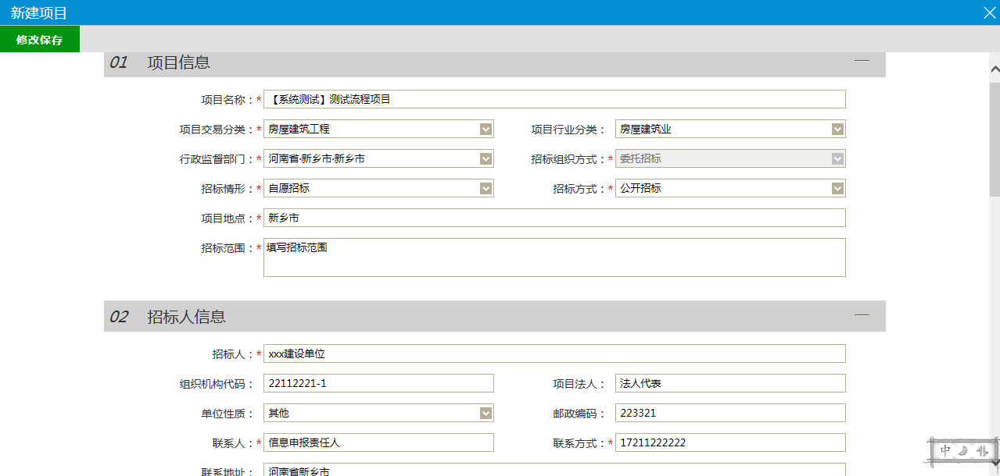 新建项目
修改保存
01 项目信息
项目名称：* 【系统测试】测试流程项目
项目交易分类：* 房屋建筑工程 项目行业分类： 房屋建筑业
行政监督部门：* 河南省·新乡市·新乡市 招标组织方式：* 委托招标
招标情形：* 自愿招标 招标方式：* 公开招标
项目地点：* 新乡市
招标范围：* 填写招标范围
02 招标人信息
招标人：* xxx建设单位
组织机构代码： 22112221-1 项目法人： 法人代表
单位性质： 其他 邮政编码： 223321
联系人：* 信息申报责任人 联系方式：* 17211222222
联系地址： 河南省新乡市
中